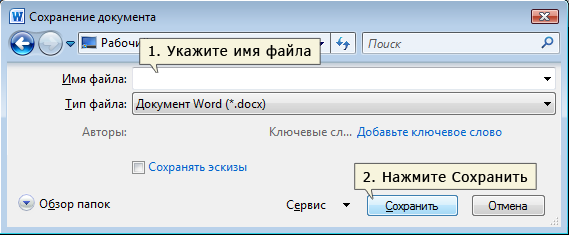 Сохранение документа
Рабочи
Поиск
1. Укажите имя файла
Имя файла:
Тип файла: Документ Word (*.docx)
Авторы: Ключевые сл... Добавьте ключевое слово
Сохранять эскизы
2. Нажмите Сохранить
Обзор папок Сервис Сохранить Отмена